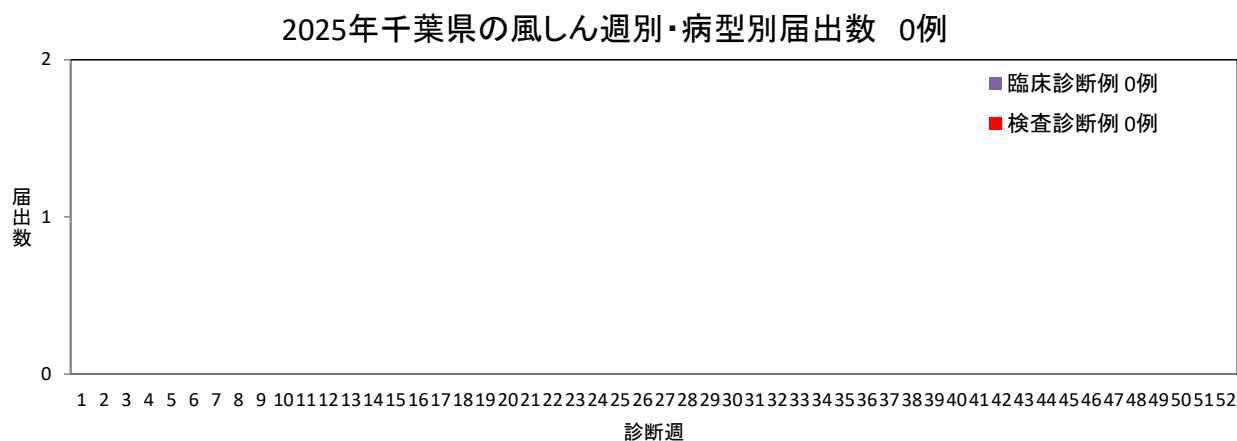 2025年千葉県の風しん週別・病型別届出数 0例
2
臨床診断例 0例
検査診断例 0例
届出数
1
0
1 2 3 4 5 6 7 8 9 10 11 12 13 14 15 16 17 18 19 20 21 22 23 24 25 26 27 28 29 30 31 32 33 34 35 36 37 38 39 40 41 42 43 44 45 46 47 48 49 50 51 52
診断週